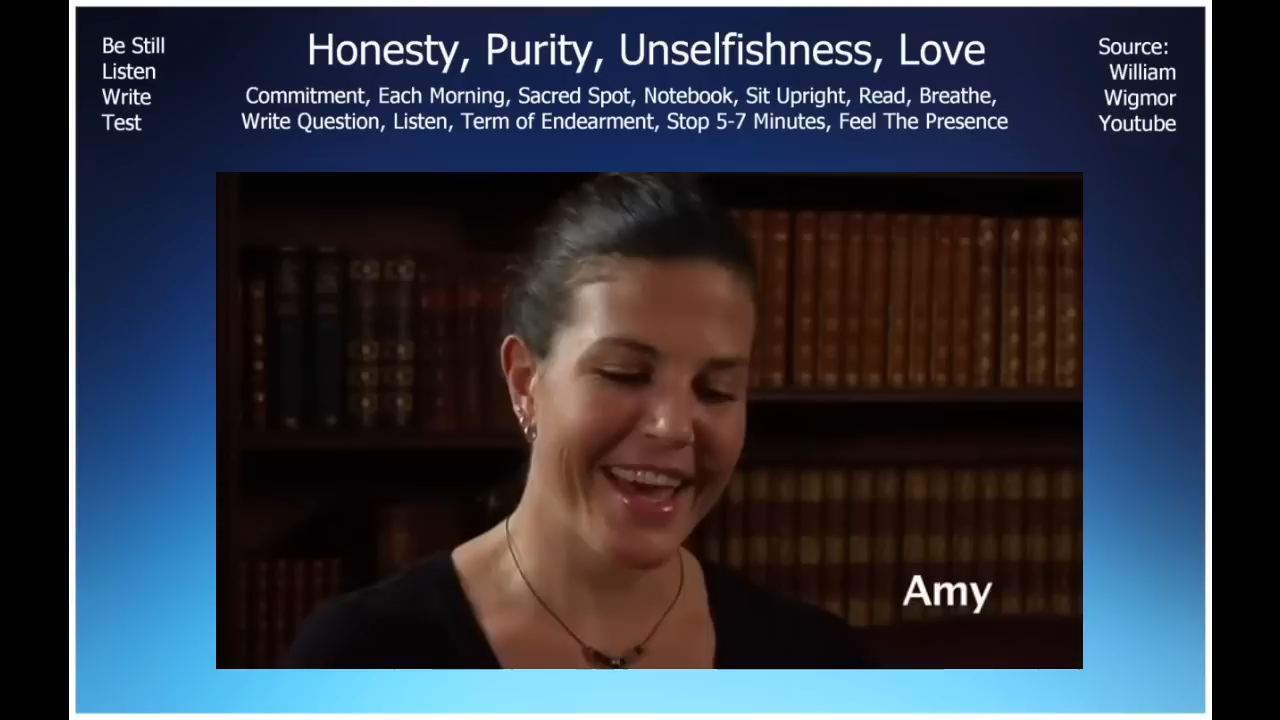 Be Still
Listen
Write
Test
Honesty, Purity, Unselfishness, Love
Commitment, Each Morning, Sacred Spot, Notebook, Sit Upright, Read, Breathe,
Write Question, Listen, Term of Endearment, Stop 5-7 Minutes, Feel The Presence
Source:
William
Wigmor
Youtube
Amy